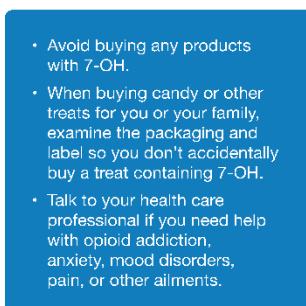 • Avoid buying any products
with 7-OH.
• When buying candy or other
treats for you or your family,
examine the packaging and
label so you don't accidentally
buy a treat containing 7-OH.
• Talk to your health care
professional if you need help
with opioid addiction,
anxiety, mood disorders,
pain, or other ailments.